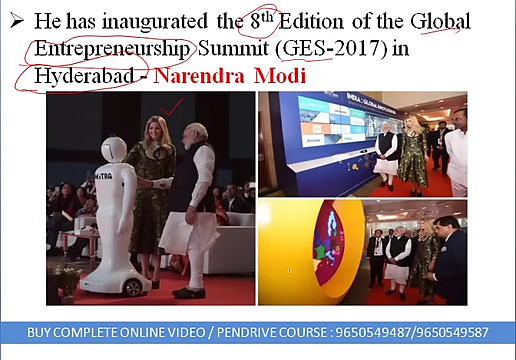 ➤ He has inaugurated the 8th Edition of the Global
Entrepreneurship Summit (GES-2017) in
Hyderabad - Narendra Modi
MITRA
BUY COMPLETE ONLINE VIDEO / PENDRIVE COURSE : 9650549487/9650549587